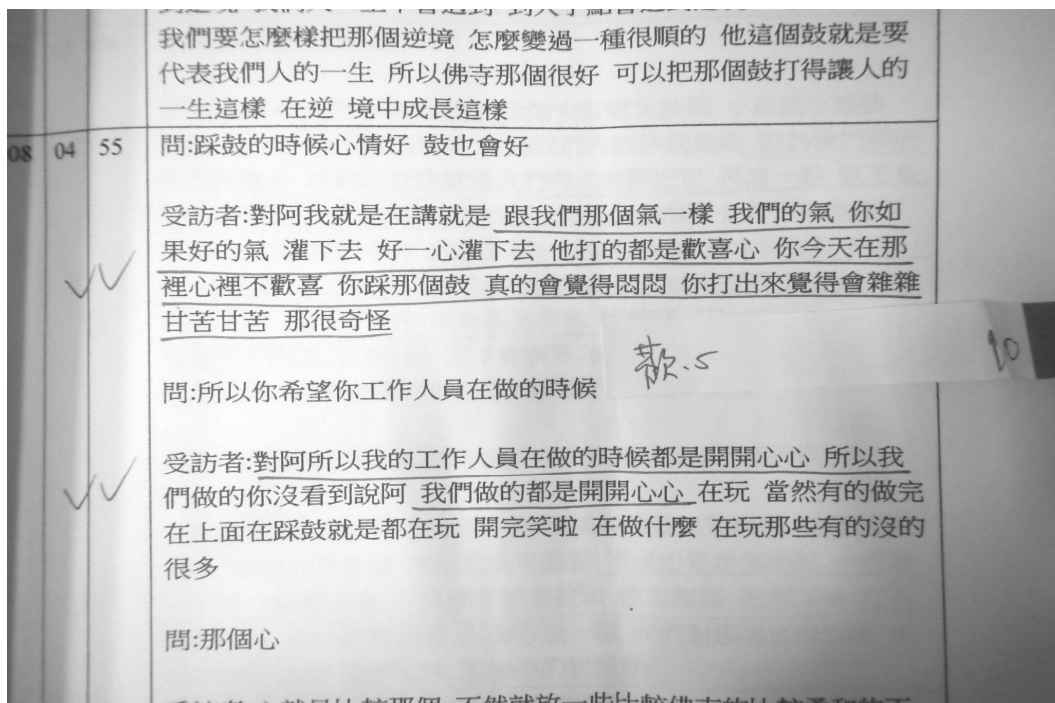 我們要怎麼樣把那個逆境 怎麼變過一種很順的 他這個鼓就是要
代表我們人的一生 所以佛寺那個很好 可以把那個鼓打得讓人的
一生這樣 在逆 境中成長這樣
08 04 55 問:踩鼓的時候心情好 鼓也會好
受訪者:對阿我就是在講就是 跟我們那個氣一樣 我們的氣 你如
果好的氣 灌下去 好一心灌下去 他打的都是歡喜心 你今天在那
裡心裡不歡喜 你踩那個鼓 真的會覺得悶悶 你打出來覺得會雜雜
甘苦甘苦 那很奇怪
問:所以你希望你工作人員在做的時候
受訪者:對阿所以我的工作人員在做的時候都是開開心心 所以我
們做的你沒看到說阿 我們做的都是開開心心 在玩 當然有的做完
在上面在踩鼓就是都在玩 開完笑啦 在做什麼 在玩那些有的沒的
很多
問:那個心